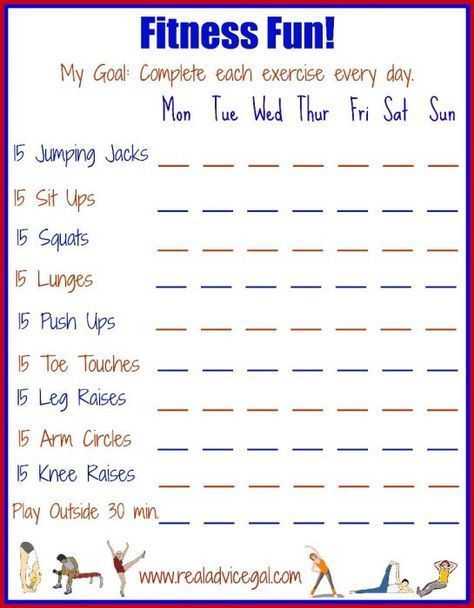 Fitness Fun!
My Goal: Complete each exercise every day.
Mon Tue Wed Thur Fri Sat Sun
15 Jumping Jacks
15 Sit Ups
15 Squats
15 Lunges
15 Push Ups
15 Toe Touches
15 Leg Raises
15 Arm Circles
15 Knee Raises
Play Outside 30 min.
www.realadvicegal.com